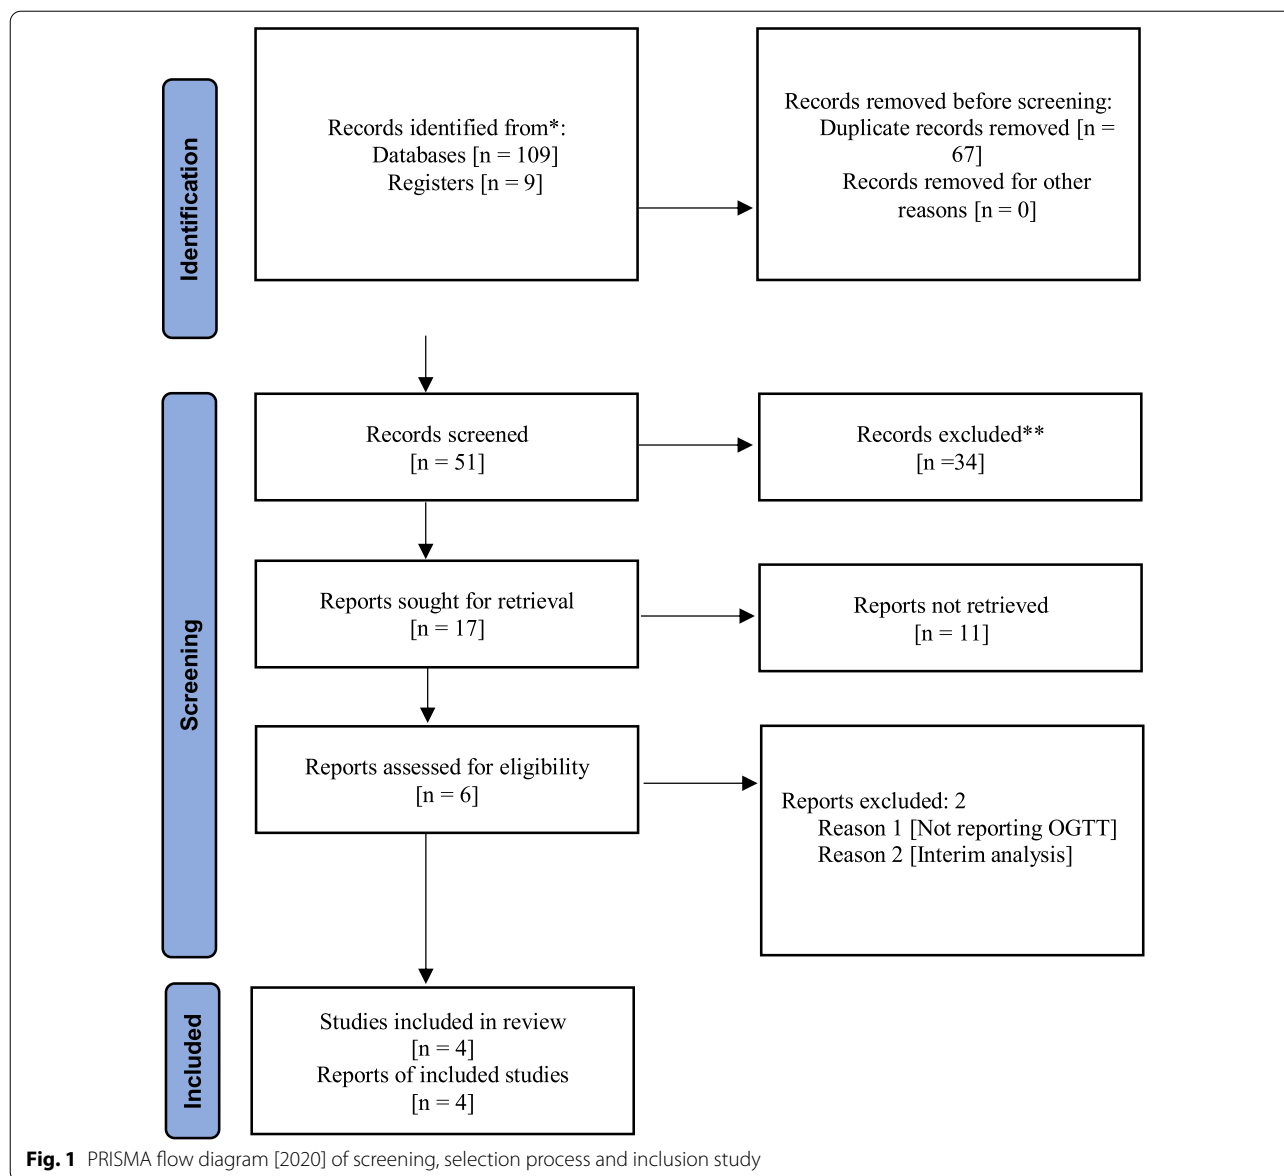 Identification
Records identified from*:
Databases [n = 109]
Registers [n = 9]
Records removed before screening:
Duplicate records removed [n =
67]
Records removed for other
reasons [n = 0]
Screening
Records screened
[n = 51]
Records excluded**
[n =34]
Reports sought for retrieval
[n = 17]
Reports not retrieved
[n = 11]
Reports assessed for eligibility
[n = 6]
Reports excluded: 2
Reason 1 [Not reporting OGTT]
Reason 2 [Interim analysis]
Included
Studies included in review
[n = 4]
Reports of included studies
[n = 4]
Fig. 1 PRISMA flow diagram [2020] of screening, selection process and inclusion study